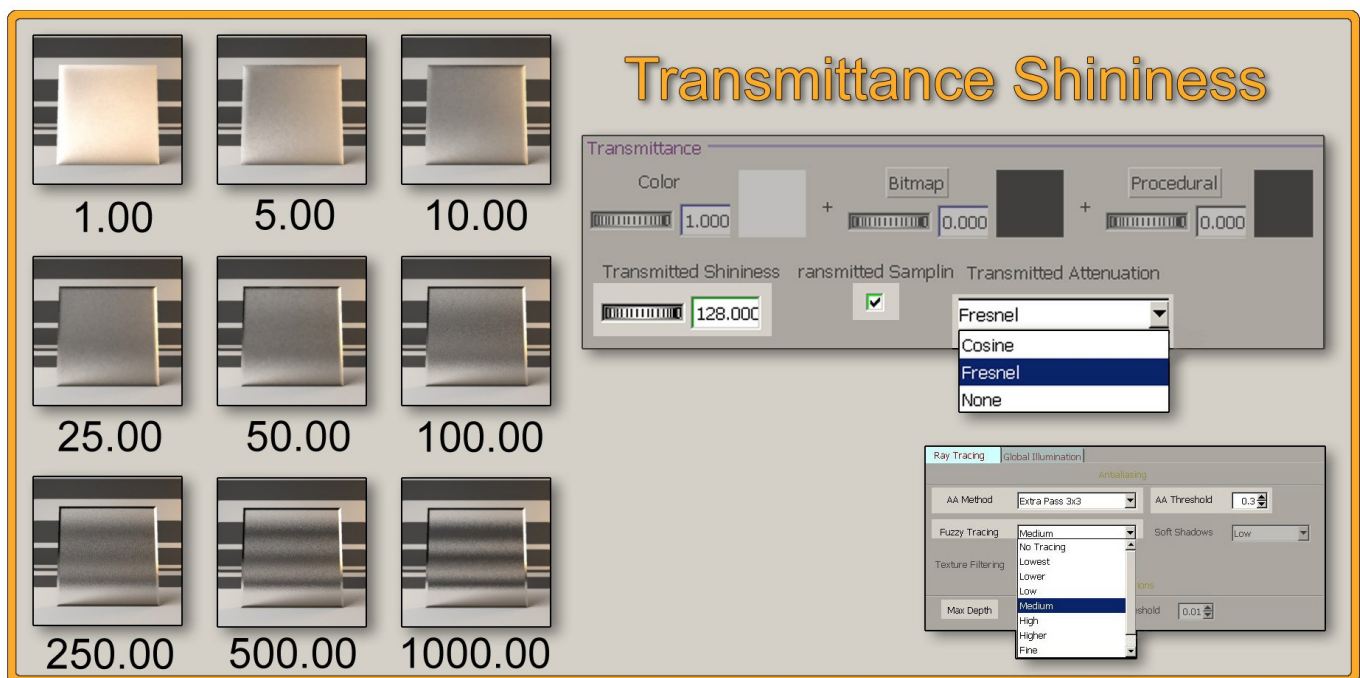 Transmittance Shininess
1.00 5.00 10.00
25.00 50.00 100.00
250.00 500.00 1000.00
Transmittance
Color + Bitmap + Procedural
1.000 0.000 0.000
Transmitted Shininess ransmitted Samplin Transmitted Attenuation
128.000
Fresnel
Cosine
Fresnel
None
Ray Tracing Global Illumination
Antialiasing
AA Method Extra Pass 3x3 AA Threshold 0.3
Fuzzy Tracing Medium Soft Shadows Low
No Tracing
Texture Filtering Lowest
Lower
ions
Low
Max Depth Medium shold 0.01
High
Higher
Fine